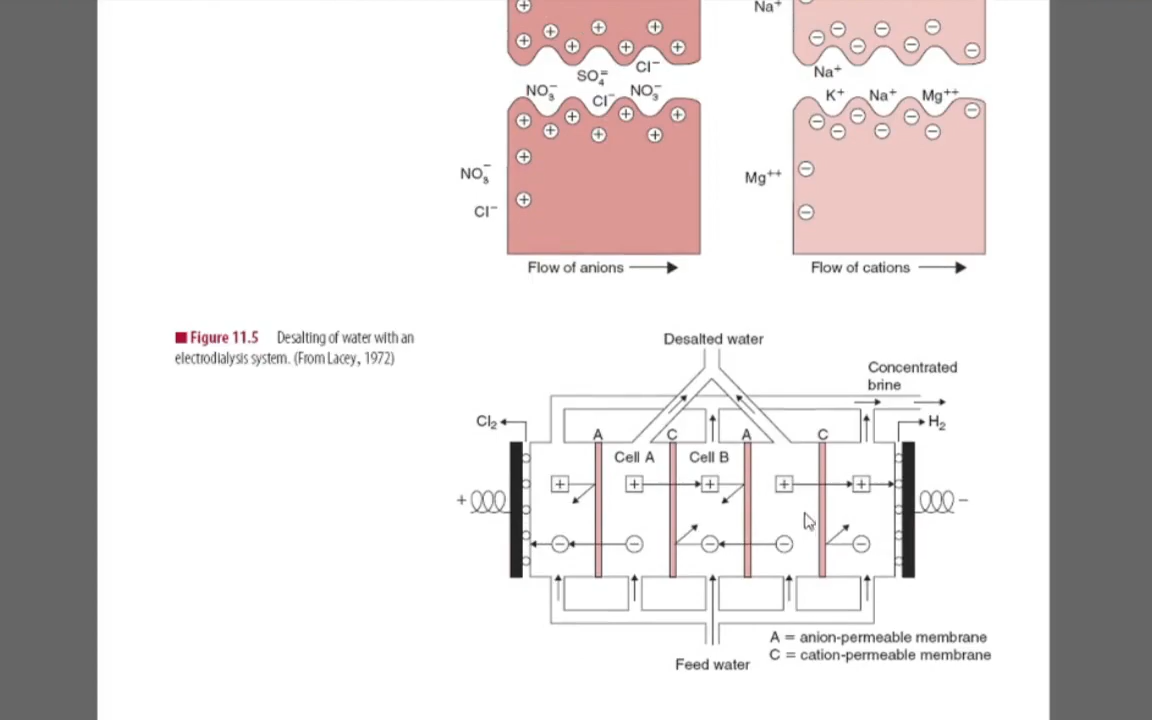 Na+
Cl−
SO4=
Na+
NO3− Cl− NO3−
K+ Na+ Mg++
NO3−
Mg++
Cl−
Flow of anions
Flow of cations
Figure 11.5 Desalting of water with an
electrodialysis system. (From Lacey, 1972)
Desalted water
Concentrated
brine
Cl2
H2
A C A C
Cell A Cell B
+ −
A = anion-permeable membrane
C = cation-permeable membrane
Feed water